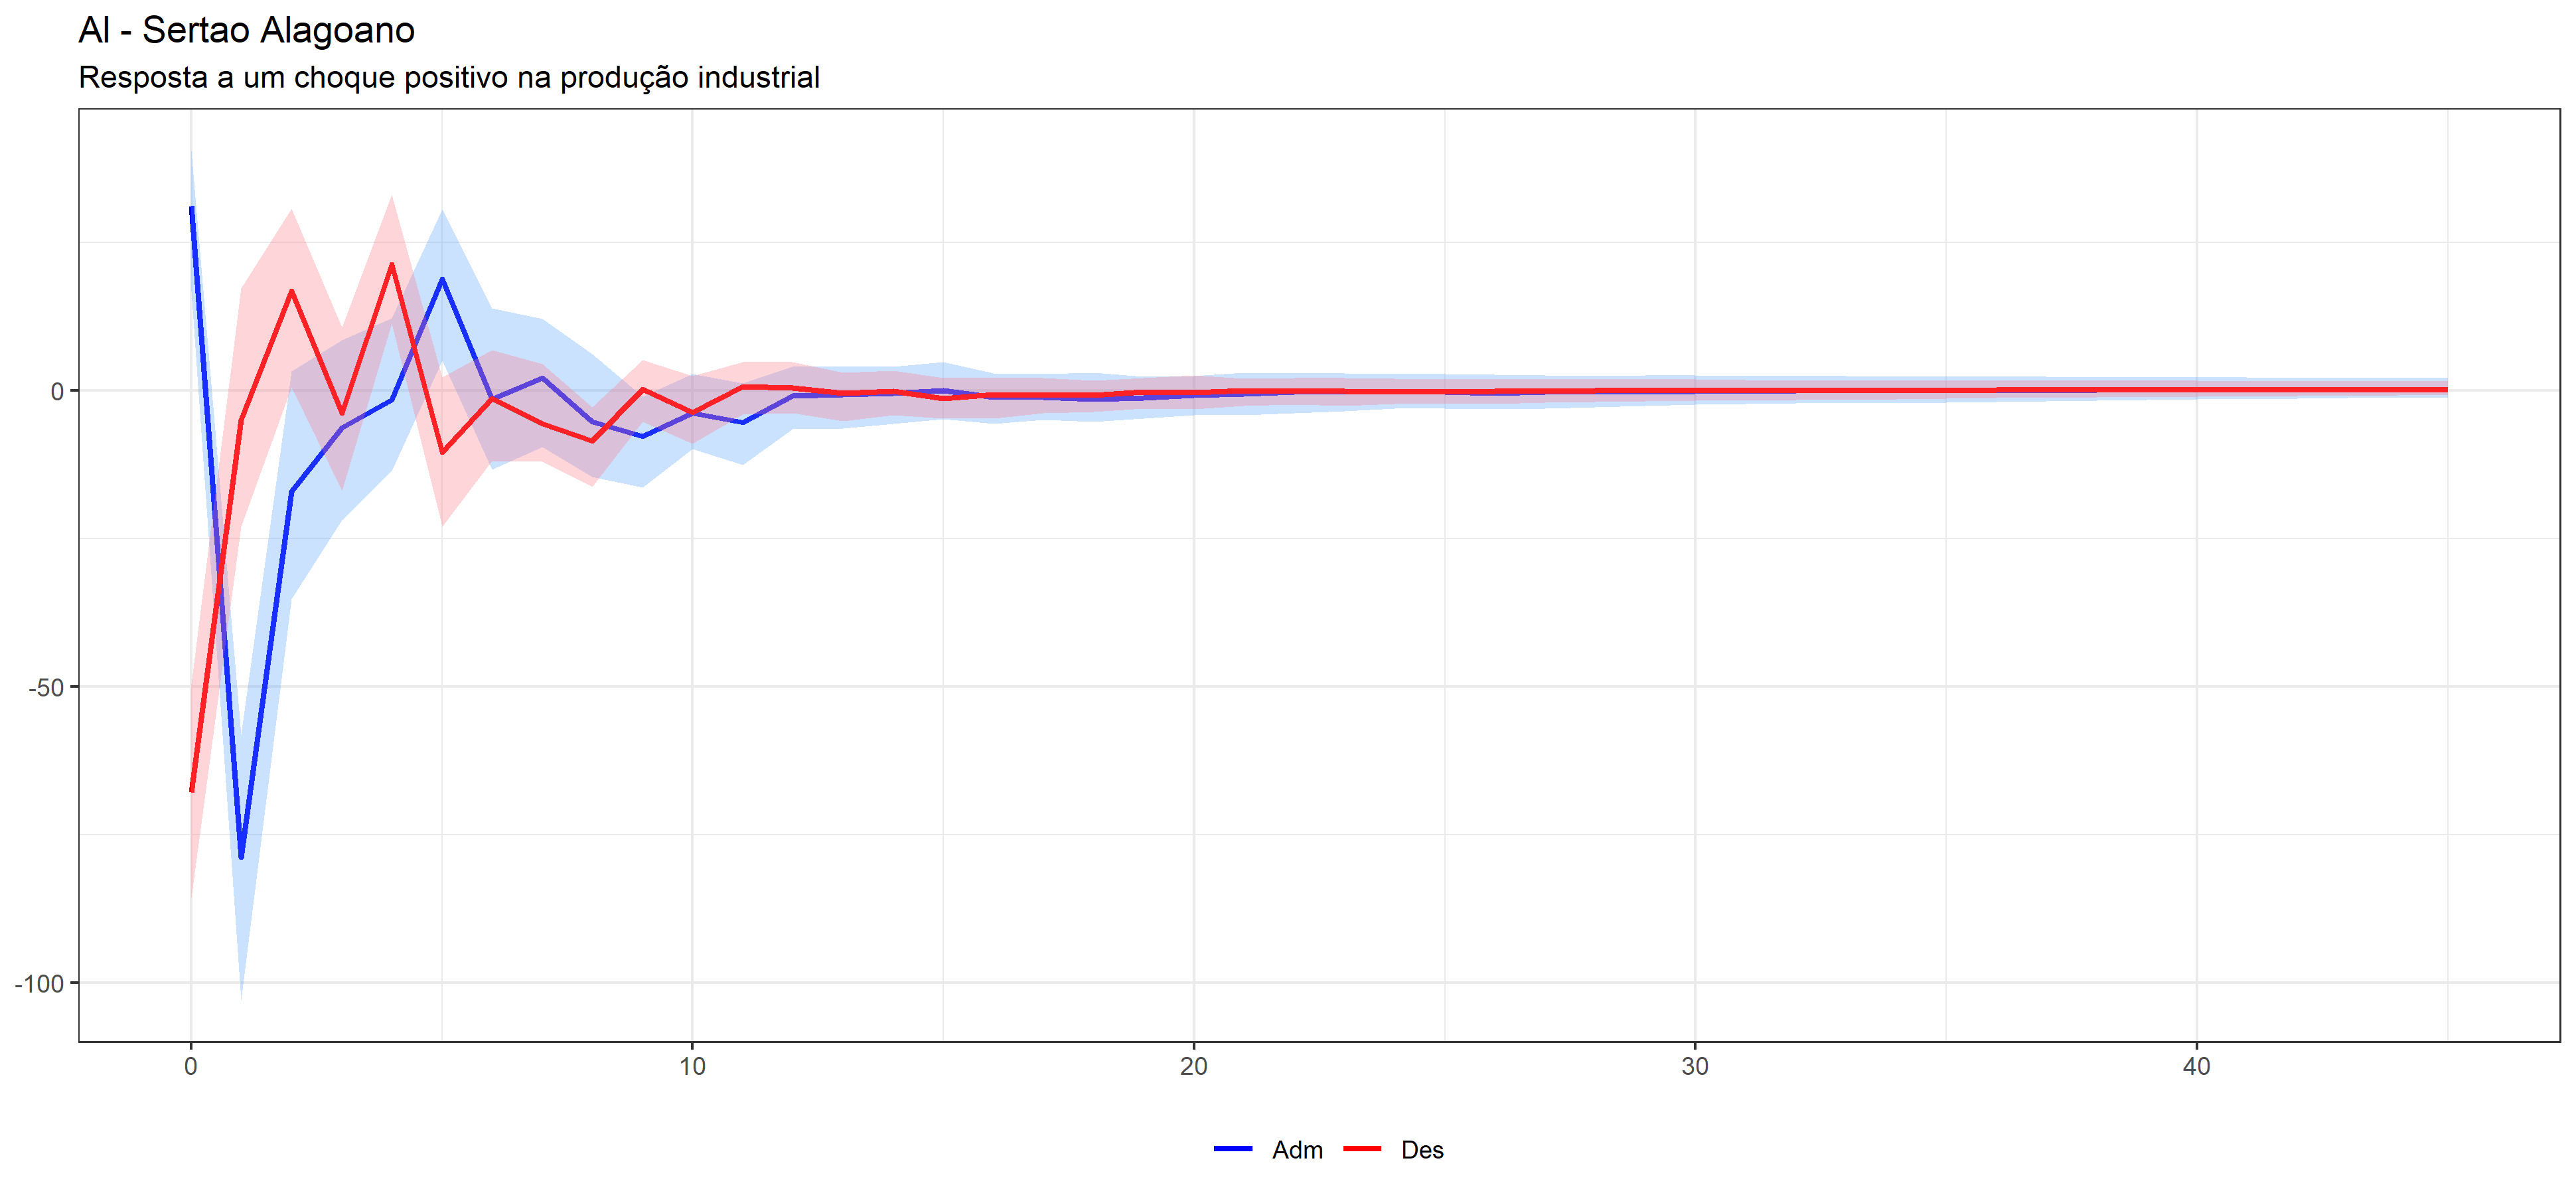 Al - Sertao Alagoano
Resposta a um choque positivo na produção industrial
0
-50
-100
0 10 20 30 40
Adm Des